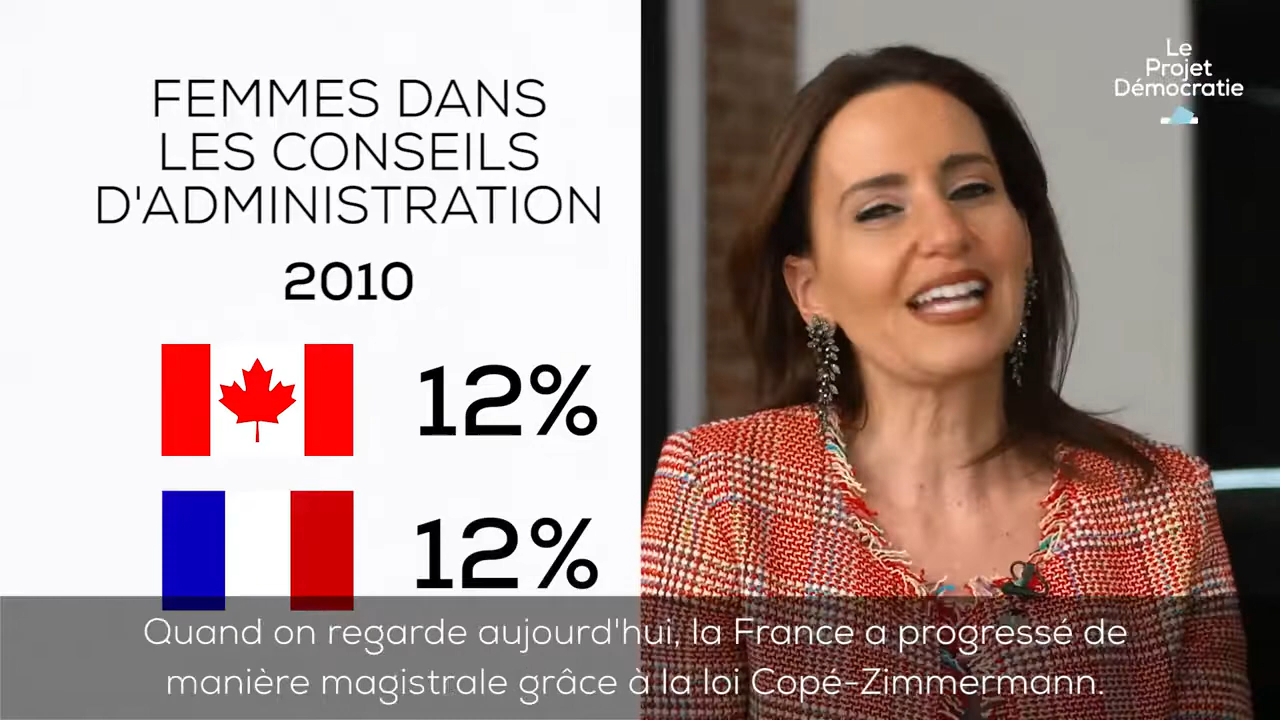 FEMMES DANS
LES CONSEILS
D'ADMINISTRATION
2010
12%
12%
Le
Projet
Démocratie
Quand on regarde aujourd'hui, la France a progressé de
manière magistrale grâce à la loi Copé-Zimmermann.